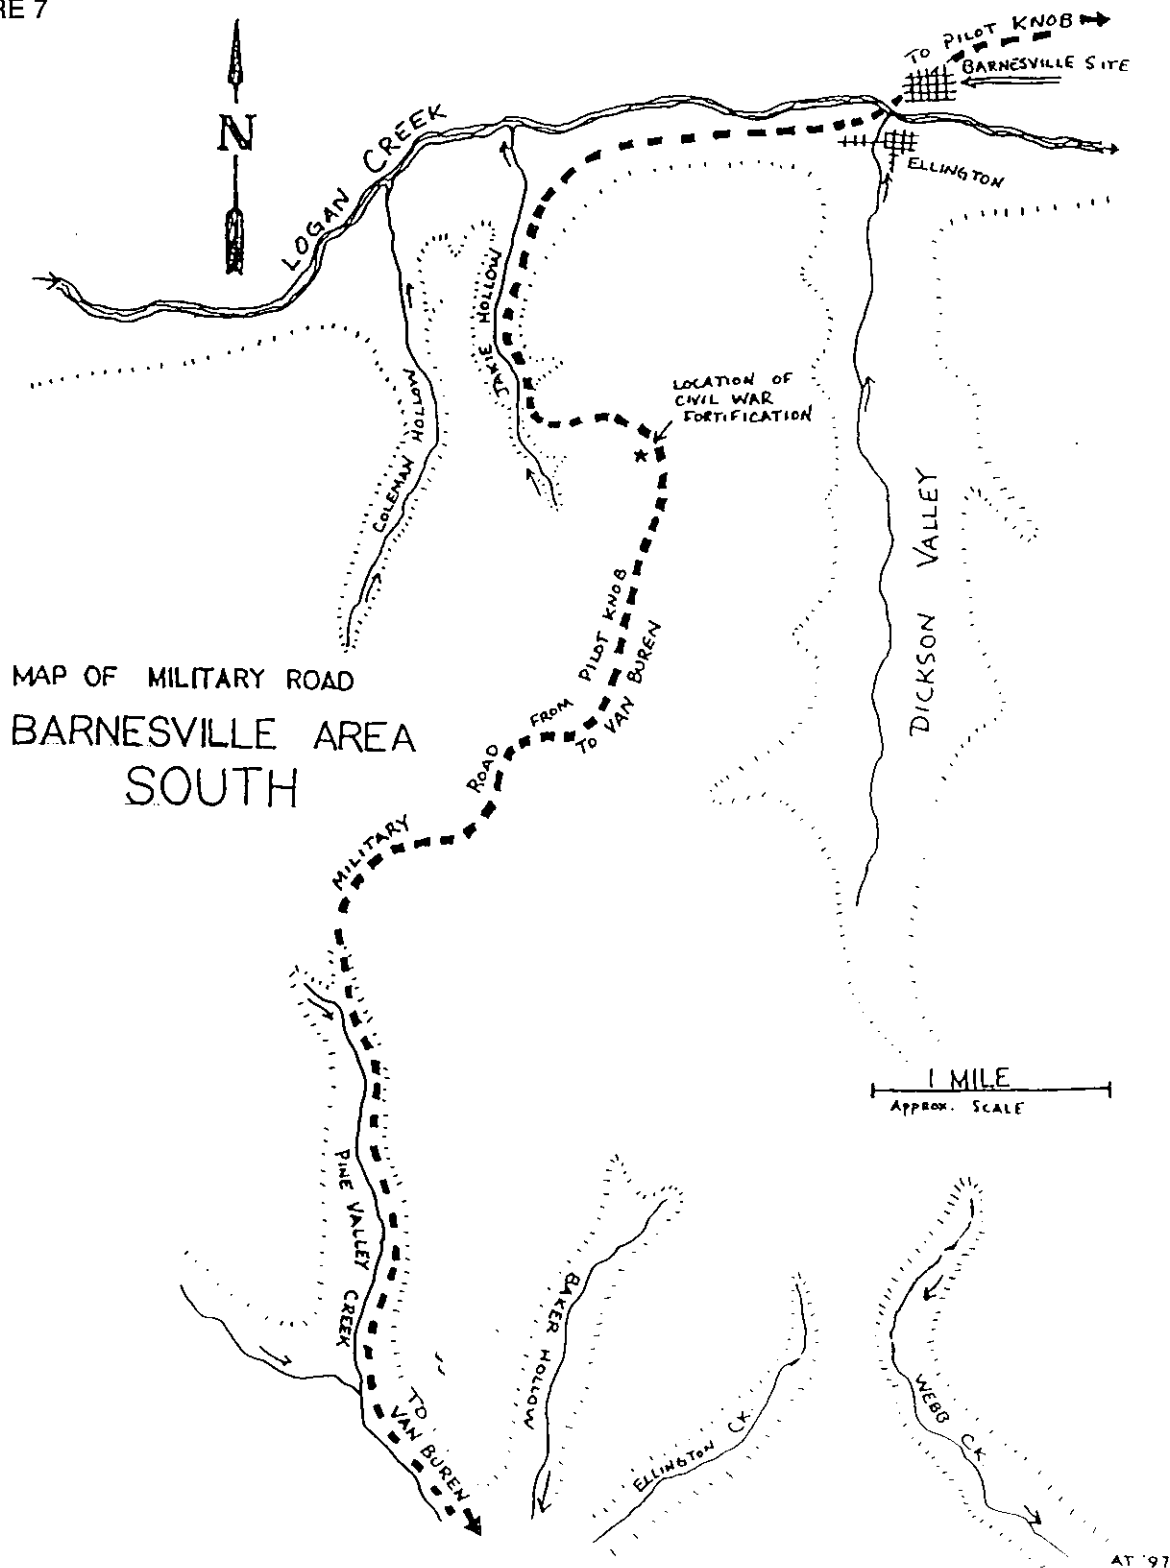 RE 7
TO PILOT KNOB
BARNESVILLE SITE
N
LOGAN CREEK
ELLINGTON
JAKIE HOLLOW
COLEMAN HOLLOW
LOCATION OF
CIVIL WAR
FORTIFICATION
DICKSON VALLEY
MAP OF MILITARY ROAD
BARNESVILLE AREA
SOUTH
MILITARY ROAD FROM PILOT KNOB
TO VAN BUREN
1 MILE
APPROX. SCALE
PINE VALLEY CREEK
TO
VAN BUREN
BAKER HOLLOW
ELLINGTON CK.
WEBB CK
AT '97